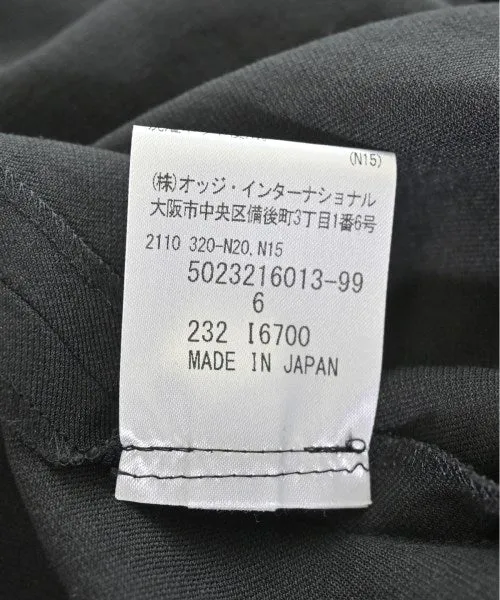 (N15)
(株)オッジ・インターナショナル
大阪市中央区備後町3丁目1番6号
2110 320-N20,N15
5023216013-99
6
232 I6700
MADE IN JAPAN